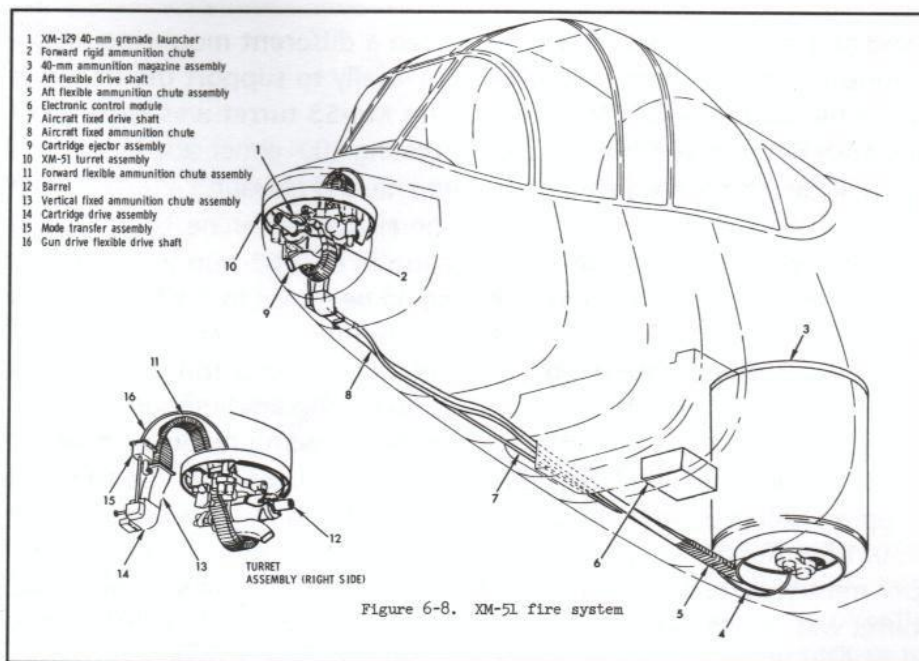 1 XM-129 40-mm grenade launcher
2 Forward rigid ammunition chute
3 40-mm ammunition magazine assembly
4 Aft flexible drive shaft
5 Aft flexible ammunition chute assembly
6 Electronic control module
7 Aircraft fixed drive shaft
8 Aircraft fixed ammunition chute
9 Cartridge ejector assembly
10 XM-51 turret assembly
11 Forward flexible ammunition chute assembly
12 Barrel
13 Vertical fixed ammunition chute assembly
14 Cartridge drive assembly
15 Mode transfer assembly
16 Gun drive flexible drive shaft
1
10
2
9
3
8
11
16
7
15
6
12
14
13
5
4
TURRET
ASSEMBLY (RIGHT SIDE)
Figure 6-8. XM-51 fire system